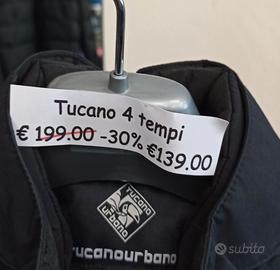 Tucano 4 tempi
€ 199.00 -30% €139.00
tucano
urbano
tucanourbano
subito